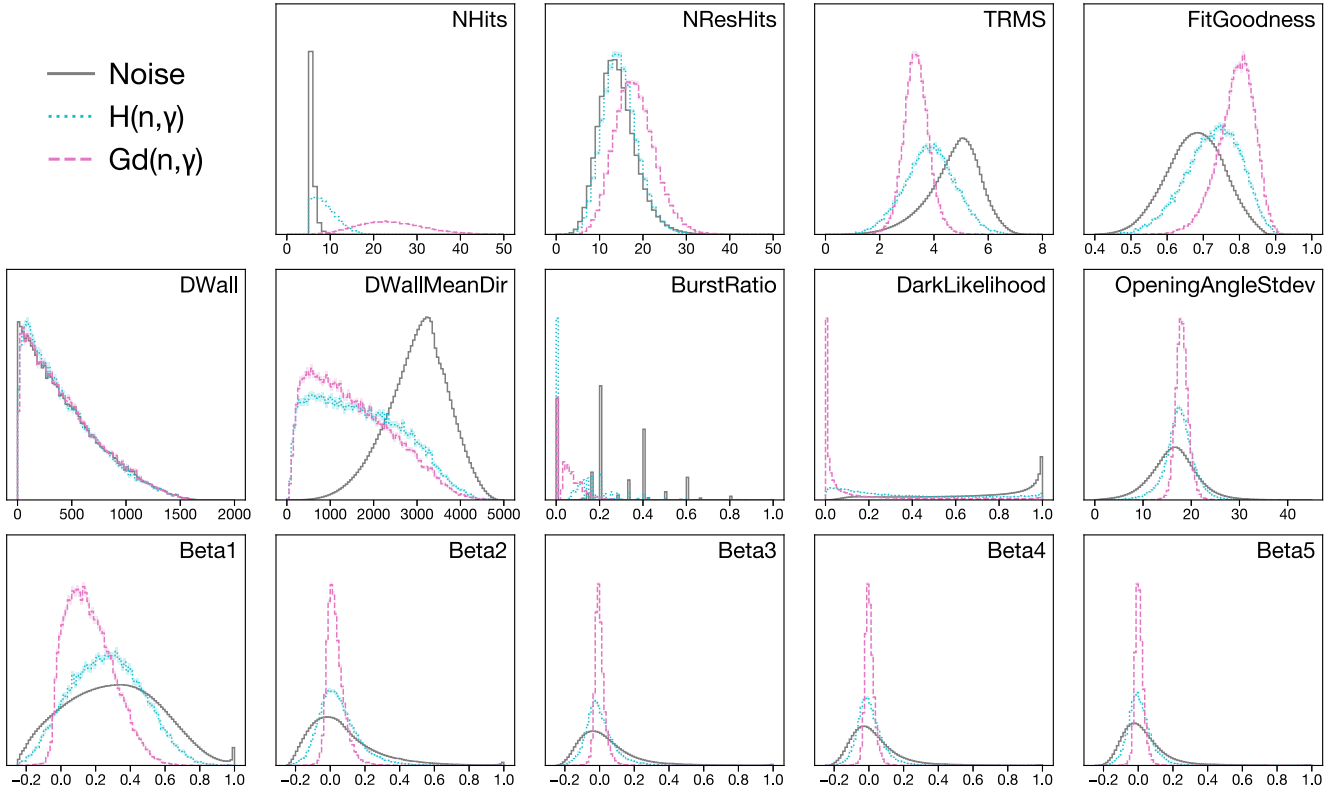 Noise
H(n,γ)
Gd(n,γ)
NHits
0 10 20 30 40 50
NResHits
0 10 20 30 40 50
TRMS
0 2 4 6 8
FitGoodness
0.4 0.5 0.6 0.7 0.8 0.9 1.0
DWall
0 500 1000 1500 2000
DWallMeanDir
0 1000 2000 3000 4000 5000
BurstRatio
0.0 0.2 0.4 0.6 0.8 1.0
DarkLikelihood
0.0 0.2 0.4 0.6 0.8 1.0
OpeningAngleStdev
0 20 40
Beta1
−0.2 0.0 0.2 0.4 0.6 0.8 1.0
Beta2
−0.2 0.0 0.2 0.4 0.6 0.8 1.0
Beta3
−0.2 0.0 0.2 0.4 0.6 0.8 1.0
Beta4
−0.2 0.0 0.2 0.4 0.6 0.8 1.0
Beta5
−0.2 0.0 0.2 0.4 0.6 0.8 1.0